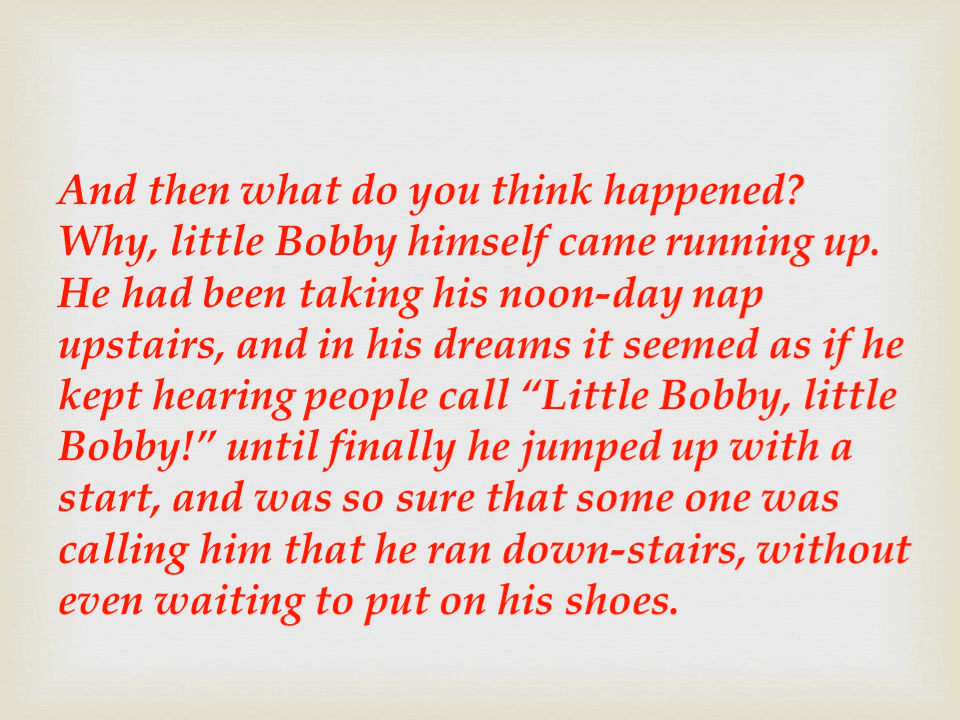 And then what do you think happened?
Why, little Bobby himself came running up.
He had been taking his noon-day nap
upstairs, and in his dreams it seemed as if he
kept hearing people call “Little Bobby, little
Bobby!” until finally he jumped up with a
start, and was so sure that some one was
calling him that he ran down-stairs, without
even waiting to put on his shoes.